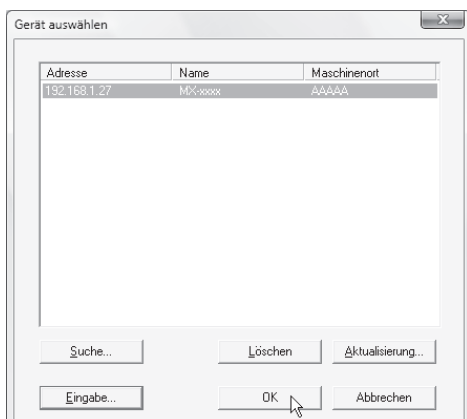 Gerät auswählen
Adresse Name Maschinenort
192.168.1.27 MX-xxxx AAAAA
Suche... Löschen Aktualisierung...
Eingabe... OK Abbrechen